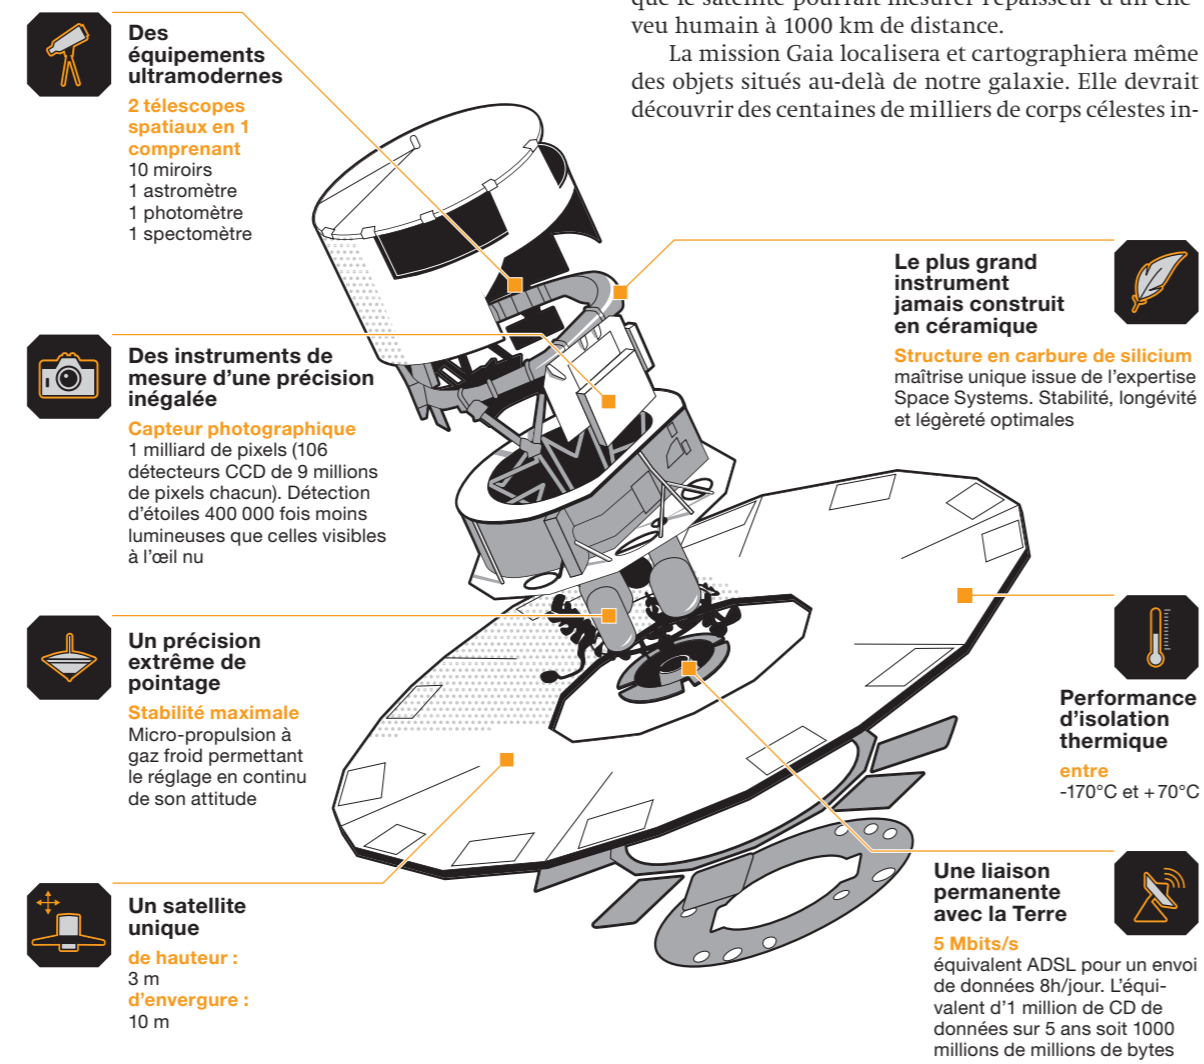 que le satellite pourrait mesurer l'épaisseur d'un che-
veu humain à 1000 km de distance.
La mission Gaia localisera et cartographiera même
des objets situés au-delà de notre galaxie. Elle devrait
découvrir des centaines de milliers de corps célestes in-
Des
équipements
ultramodernes
2 télescopes
spatiaux en 1
comprenant
10 miroirs
1 astromètre
1 photomètre
1 spectomètre
Le plus grand
instrument
jamais construit
en céramique
Structure en carbure de silicium
maîtrise unique issue de l'expertise
Space Systems. Stabilité, longévité
et légèreté optimales
Des instruments de
mesure d'une précision
inégalée
Capteur photographique
1 milliard de pixels (106
détecteurs CCD de 9 millions
de pixels chacun). Détection
d'étoiles 400 000 fois moins
lumineuses que celles visibles
à l'œil nu
Un précision
extrême de
pointage
Stabilité maximale
Micro-propulsion à
gaz froid permettant
le réglage en continu
de son attitude
Performance
d'isolation
thermique
entre
-170°C et +70°C
Un satellite
unique
de hauteur :
3 m
d'envergure :
10 m
Une liaison
permanente
avec la Terre
5 Mbits/s
équivalent ADSL pour un envoi
de données 8h/jour. L'équi-
valent d'1 million de CD de
données sur 5 ans soit 1000
millions de millions de bytes